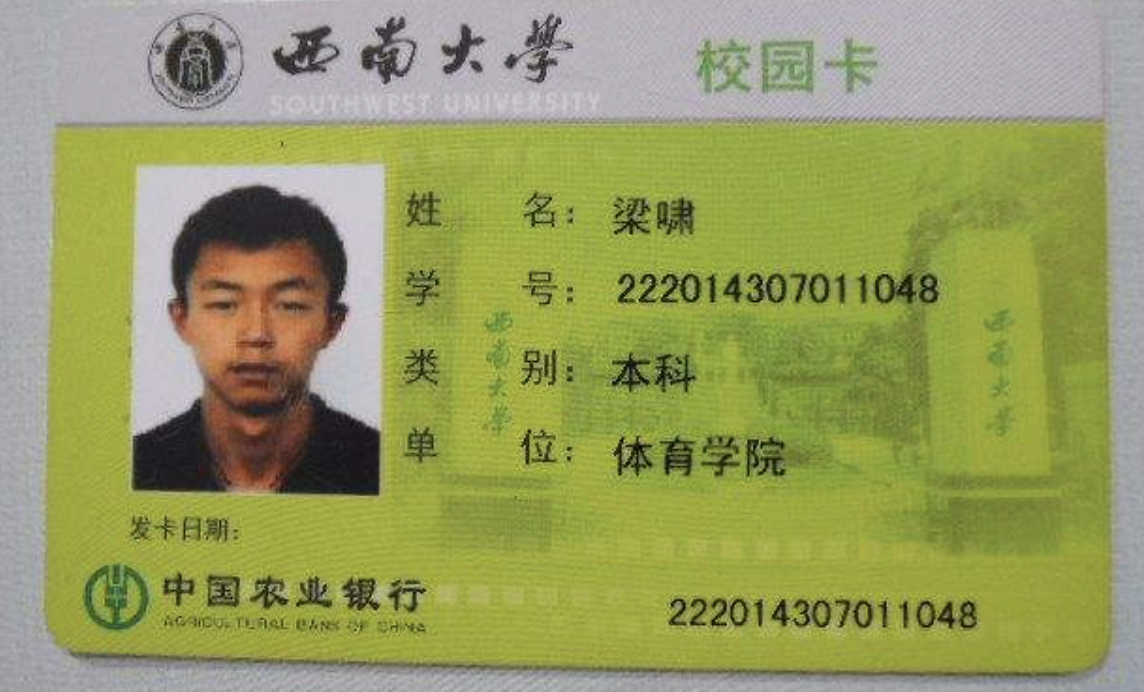 西南大學
SOUTHWEST UNIVERSITY
校园卡
姓 名：梁啸
学 号：222014307011048
类 别：本科
单 位：体育学院
西南大学
西南大学
发卡日期：
中国农业银行
AGRICULTURAL BANK OF CHINA
222014307011048